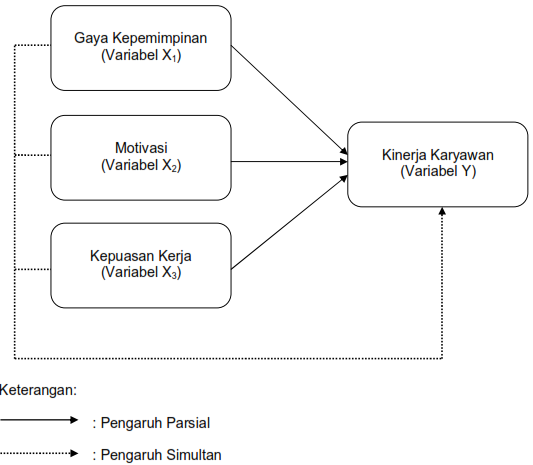 Gaya Kepemimpinan
(Variabel X₁)
Motivasi
(Variabel X₂)
Kepuasan Kerja
(Variabel X₃)
Kinerja Karyawan
(Variabel Y)
Keterangan:
: Pengaruh Parsial
: Pengaruh Simultan